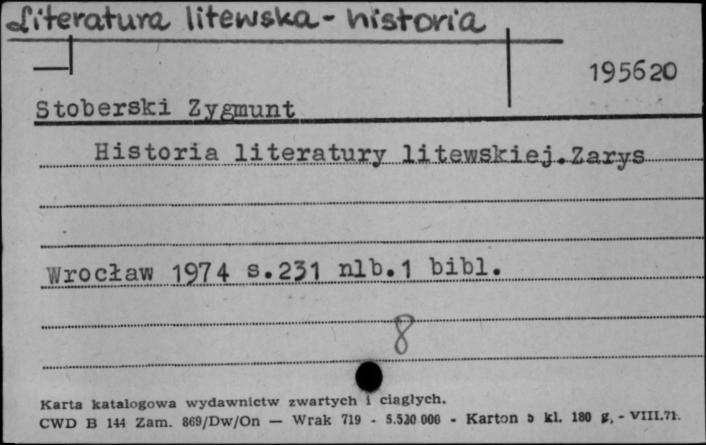 Literatura litewska - historia
195620
Stoberski Zygmunt
Historia literatury litewskiej.Zarys
Wrocław 1974 s.231 nlb.1 bibl.
8
Karta katalogowa wydawnictw zwartych i ciągłych.
CWD B 144 Zam. 869/Dw/On — Wrak 719 - 5.520 000 - Karton b kl. 180 g. - VIII.71.